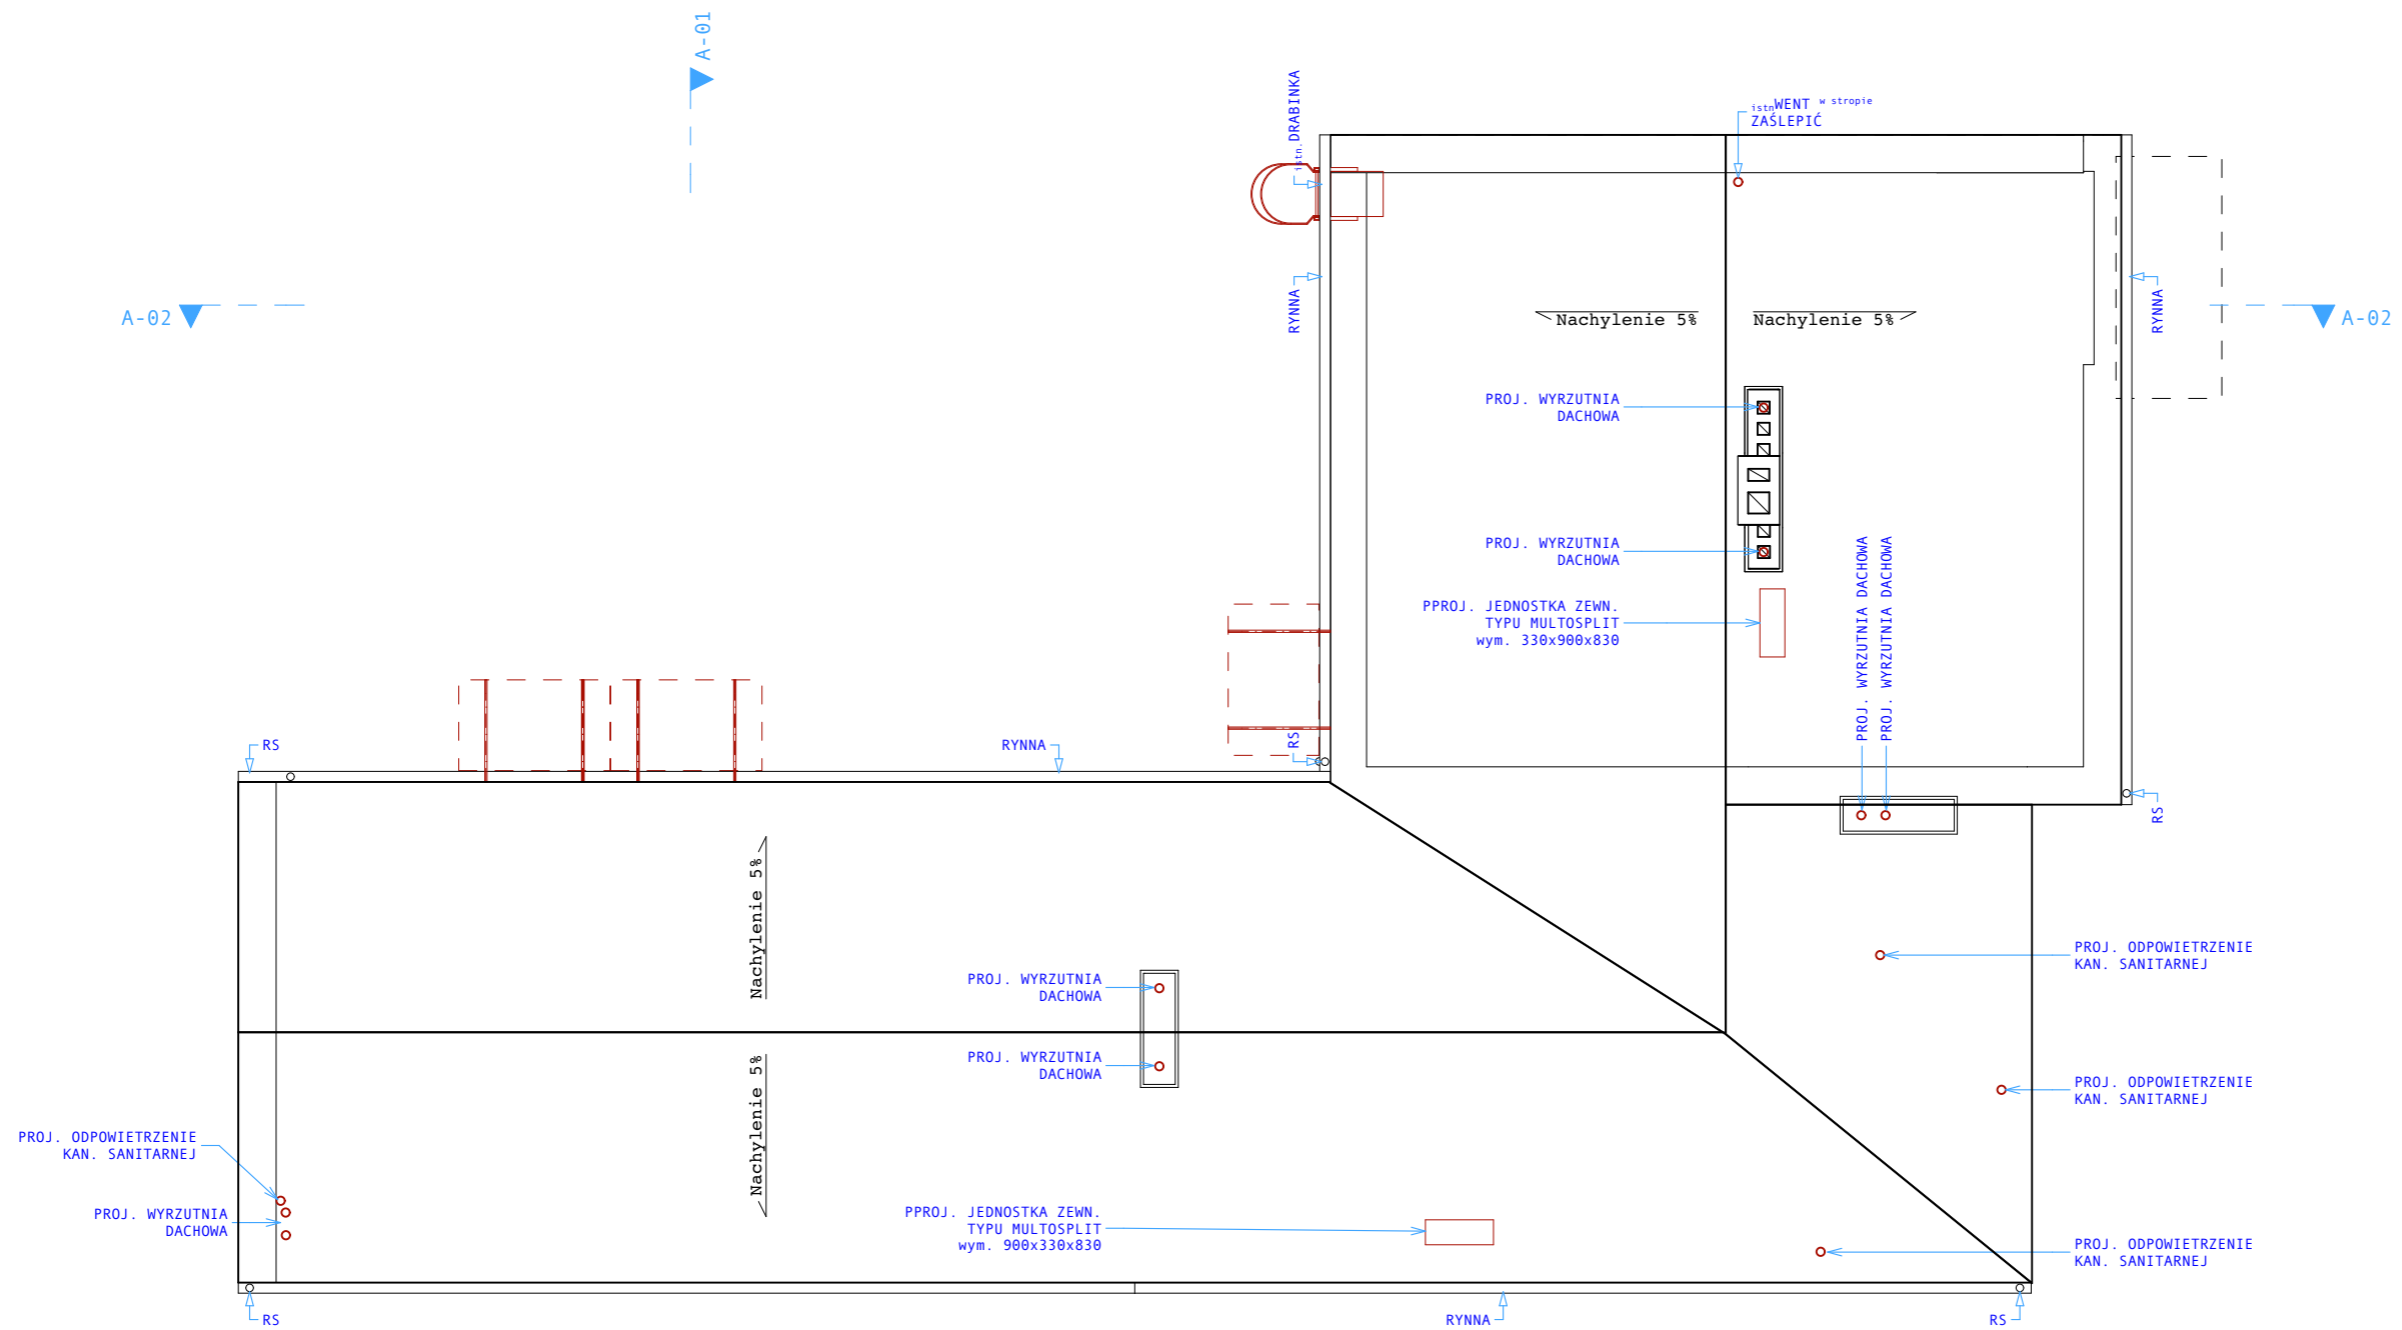 A-01
istn. DRABINKA
istnWENT w stropie
ZAŚLEPIĆ
A-02
RYNNA
Nachylenie 5%
Nachylenie 5%
RYNNA
A-02
PROJ. WYRZUTNIA
DACHOWA
PROJ. WYRZUTNIA
DACHOWA
PROJ. WYRZUTNIA DACHOWA
PROJ. WYRZUTNIA DACHOWA
PPROJ. JEDNOSTKA ZEWN.
TYPU MULTOSPLIT
wym. 330x900x830
RS
RYNNA
RS
RS
Nachylenie 5%
PROJ. WYRZUTNIA
DACHOWA
PROJ. ODPOWIETRZENIE
KAN. SANITARNEJ
Nachylenie 5%
PROJ. WYRZUTNIA
DACHOWA
PROJ. ODPOWIETRZENIE
KAN. SANITARNEJ
PROJ. ODPOWIETRZENIE
KAN. SANITARNEJ
PROJ. WYRZUTNIA
DACHOWA
PPROJ. JEDNOSTKA ZEWN.
TYPU MULTOSPLIT
wym. 900x330x830
PROJ. ODPOWIETRZENIE
KAN. SANITARNEJ
RS
RYNNA
RS